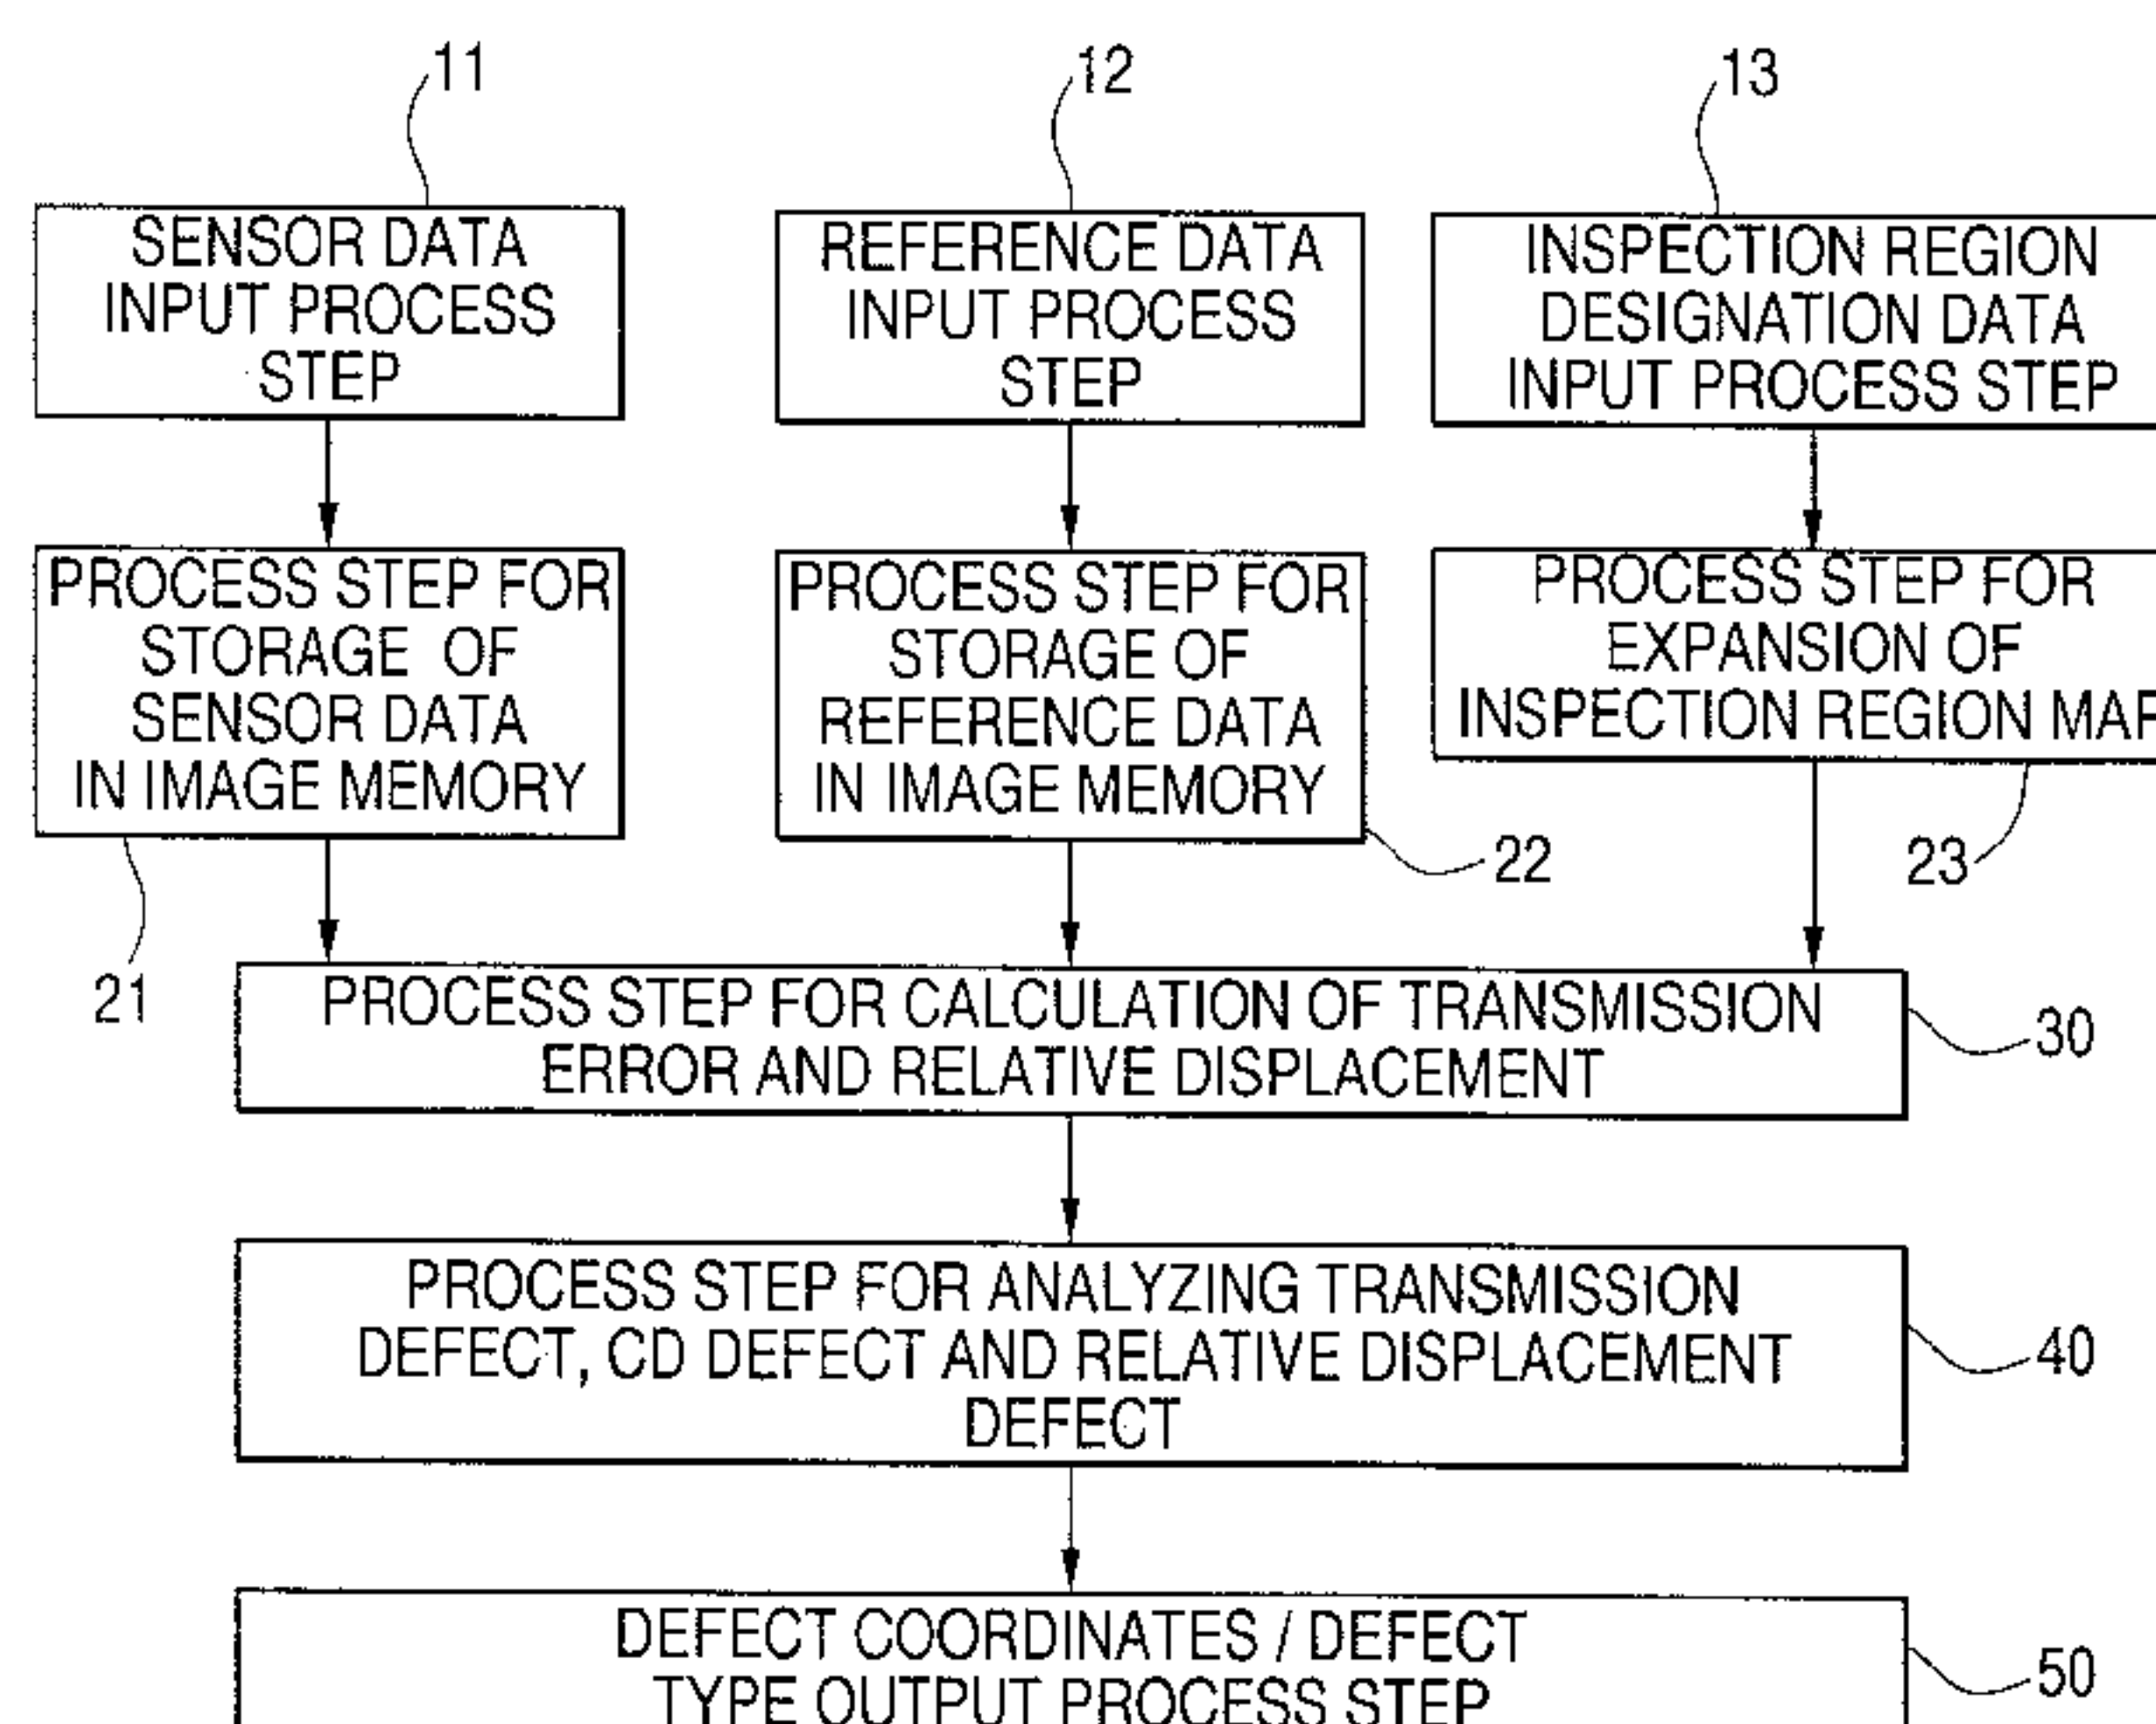 11
12
13
SENSOR DATA
INPUT PROCESS
STEP
REFERENCE DATA
INPUT PROCESS
STEP
INSPECTION REGION
DESIGNATION DATA
INPUT PROCESS STEP
PROCESS STEP FOR
STORAGE OF
SENSOR DATA
IN IMAGE MEMORY
21
PROCESS STEP FOR
STORAGE OF
REFERENCE DATA
IN IMAGE MEMORY
22
PROCESS STEP FOR
EXPANSION OF
INSPECTION REGION MAP
23
PROCESS STEP FOR CALCULATION OF TRANSMISSION
ERROR AND RELATIVE DISPLACEMENT
30
PROCESS STEP FOR ANALYZING TRANSMISSION
DEFECT, CD DEFECT AND RELATIVE DISPLACEMENT
DEFECT
40
DEFECT COORDINATES / DEFECT
TYPE OUTPUT PROCESS STEP
50